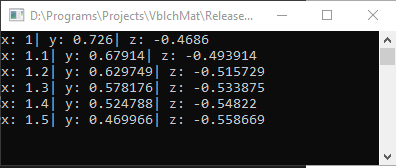 D:\Programs\Projects\VblchMat\Release...
x: 1| y: 0.726| z: -0.4686
x: 1.1| y: 0.67914| z: -0.493914
x: 1.2| y: 0.629749| z: -0.515729
x: 1.3| y: 0.578176| z: -0.533875
x: 1.4| y: 0.524788| z: -0.54822
x: 1.5| y: 0.469966| z: -0.558669